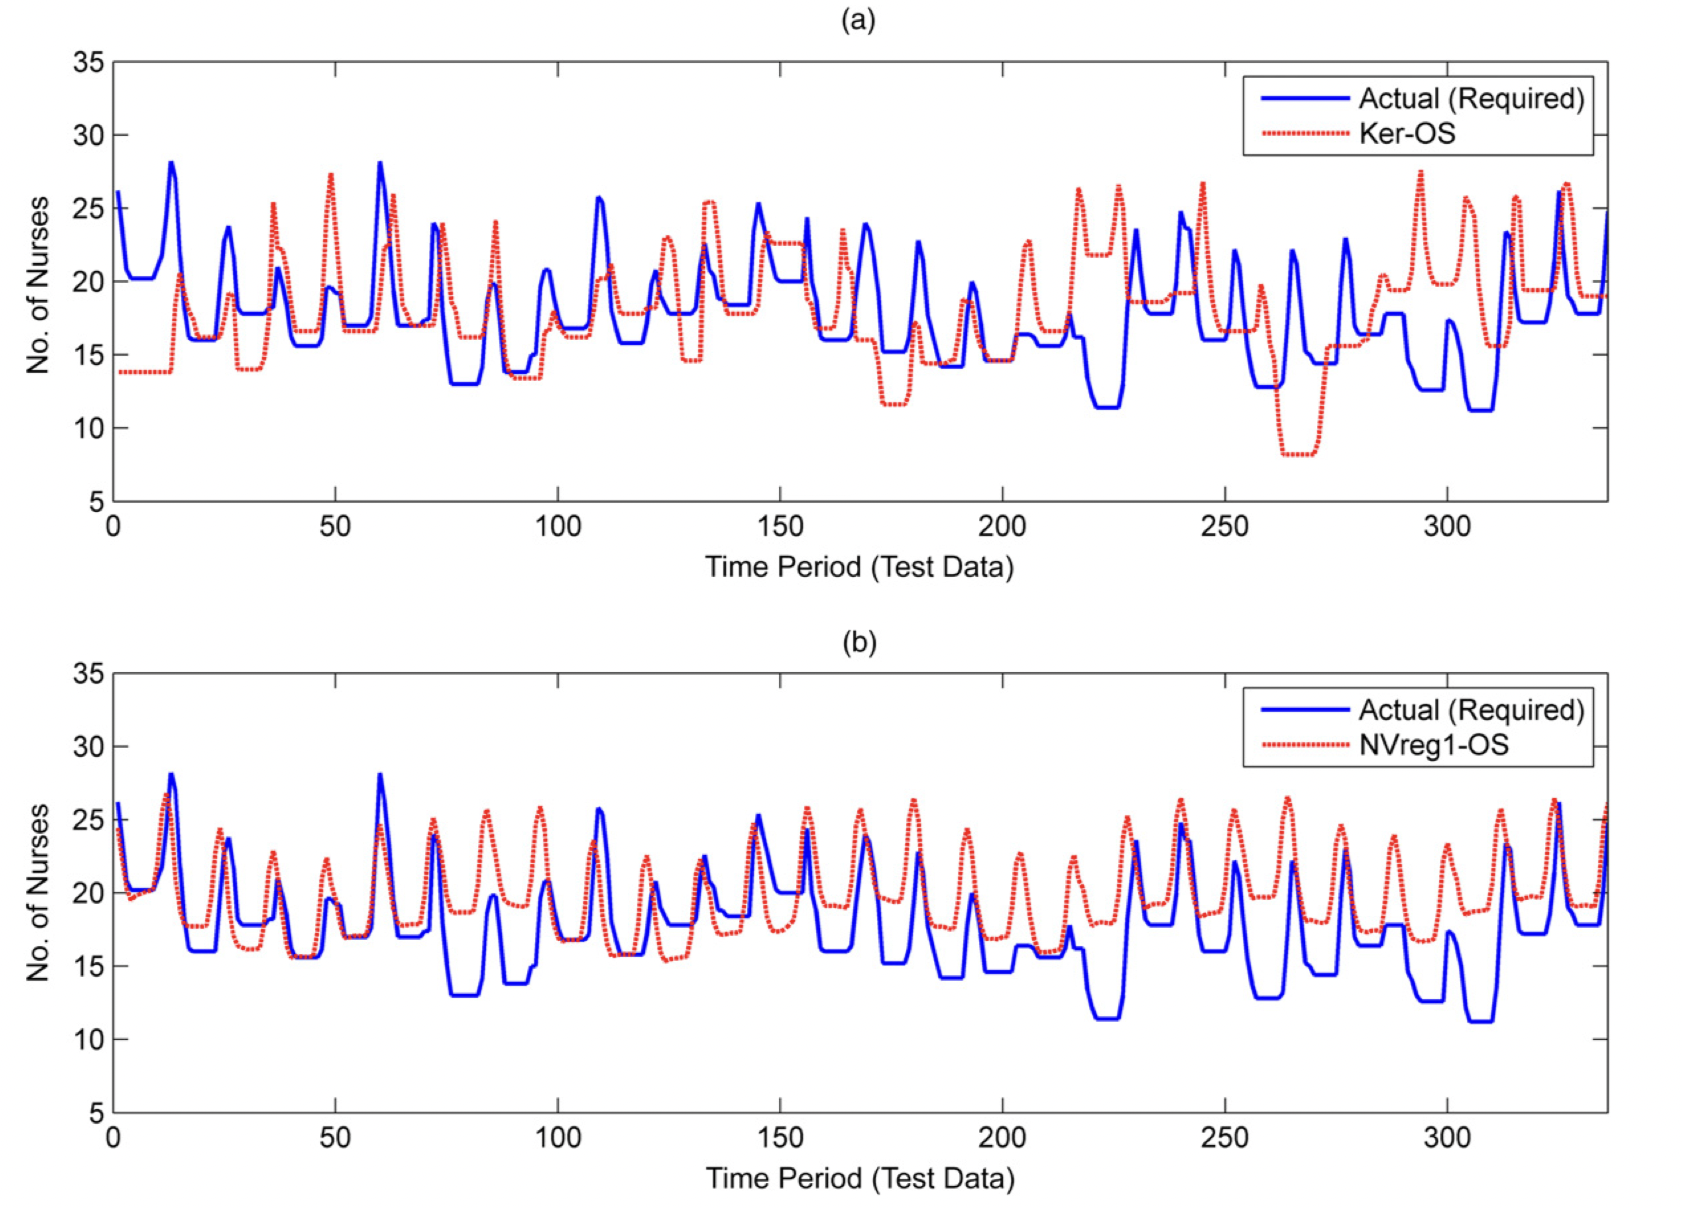 (a)
35
30
25
20
15
10
5
No. of Nurses
Actual (Required)
Ker-OS
0 50 100 150 200 250 300
Time Period (Test Data)
(b)
35
30
25
20
15
10
5
No. of Nurses
Actual (Required)
NVreg1-OS
0 50 100 150 200 250 300
Time Period (Test Data)